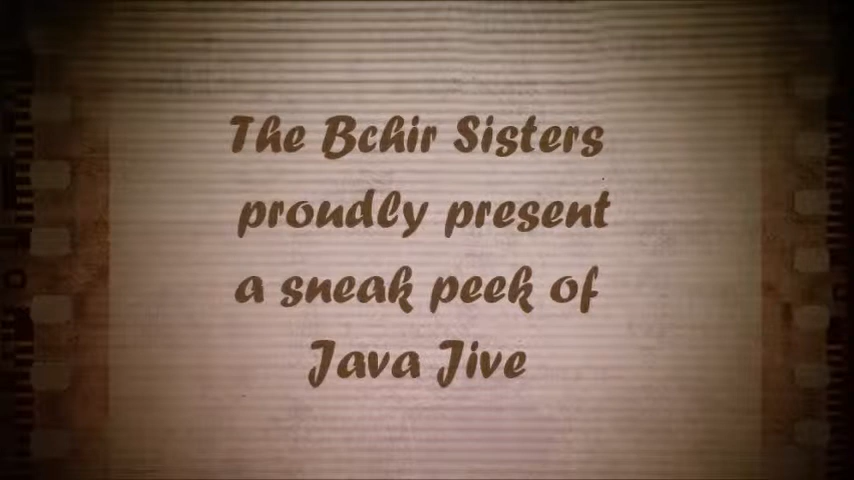 The Bchir Sisters
proudly present
a sneak peek of
Java Jive